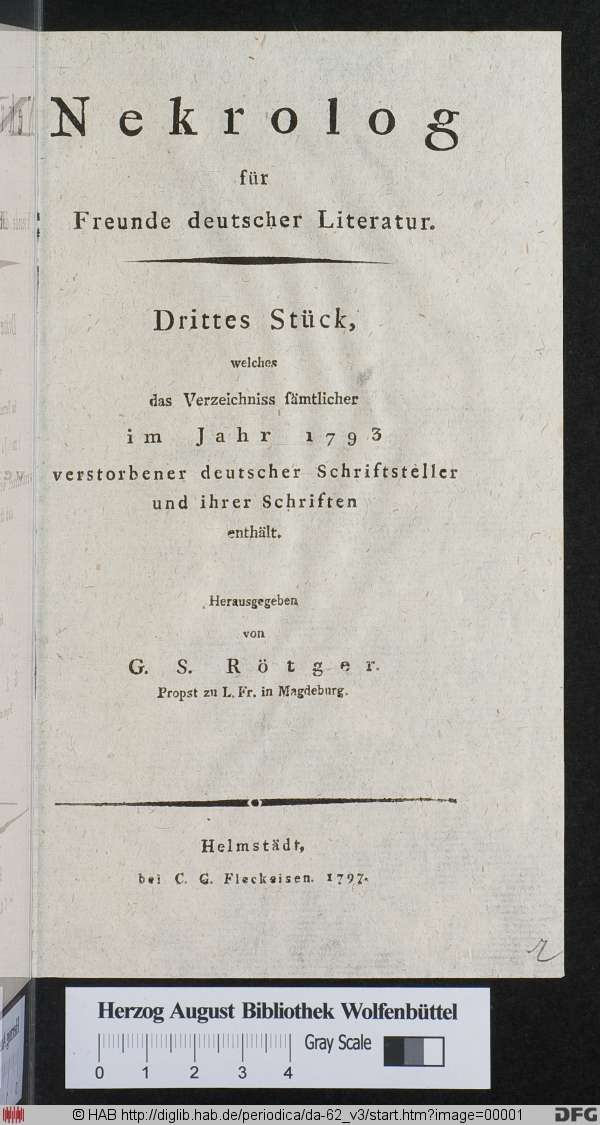 Nekrolog
für
Freunde deutscher Literatur.
Drittes Stück,
welches
das Verzeichniss ſämtlicher
im Jahr 1793
verstorbener deutscher Schriftsteller
und ihrer Schriften
enthält.
Herausgegeben
von
G. S. Rötger.
Propst zu L. Fr. in Magdeburg.
Helmstädt,
bei C. G. Fleckeisen. 1797.
Herzog August Bibliothek Wolfenbüttel
Gray Scale
0 1 2 3 4
© HAB http://diglib.hab.de/periodica/da-62_v3/start.htm?image=00001
DFG